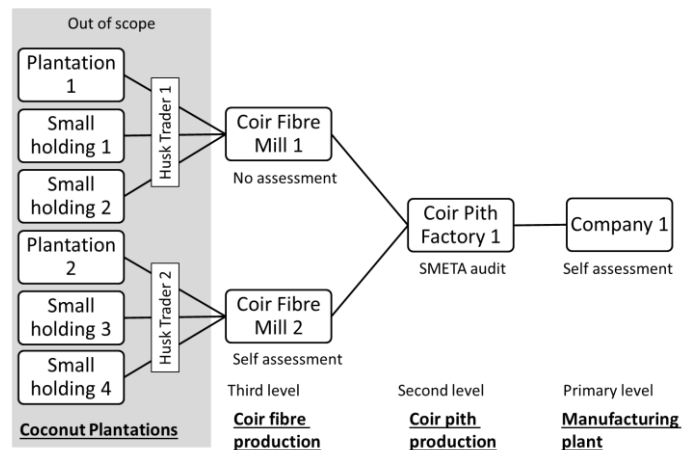 Out of scope
Plantation
1
Small
holding 1
Small
holding 2
Plantation
2
Small
holding 3
Small
holding 4
Coconut Plantations
Husk Trader 1
Husk Trader 2
Coir Fibre
Mill 1
No assessment
Coir Fibre
Mill 2
Self assessment
Third level
Coir fibre
production
Coir Pith
Factory 1
SMETA audit
Second level
Coir pith
production
Company 1
Self assessment
Primary level
Manufacturing
plant